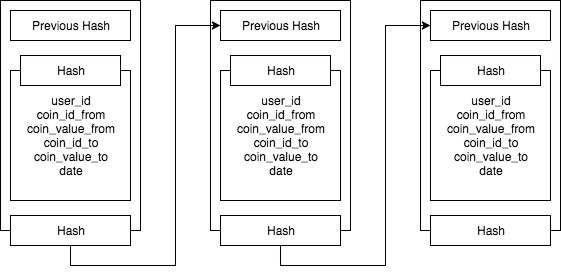 Previous Hash
Hash
user_id
coin_id_from
coin_value_from
coin_id_to
coin_value_to
date
Hash
Previous Hash
Hash
user_id
coin_id_from
coin_value_from
coin_id_to
coin_value_to
date
Hash
Previous Hash
Hash
user_id
coin_id_from
coin_value_from
coin_id_to
coin_value_to
date
Hash